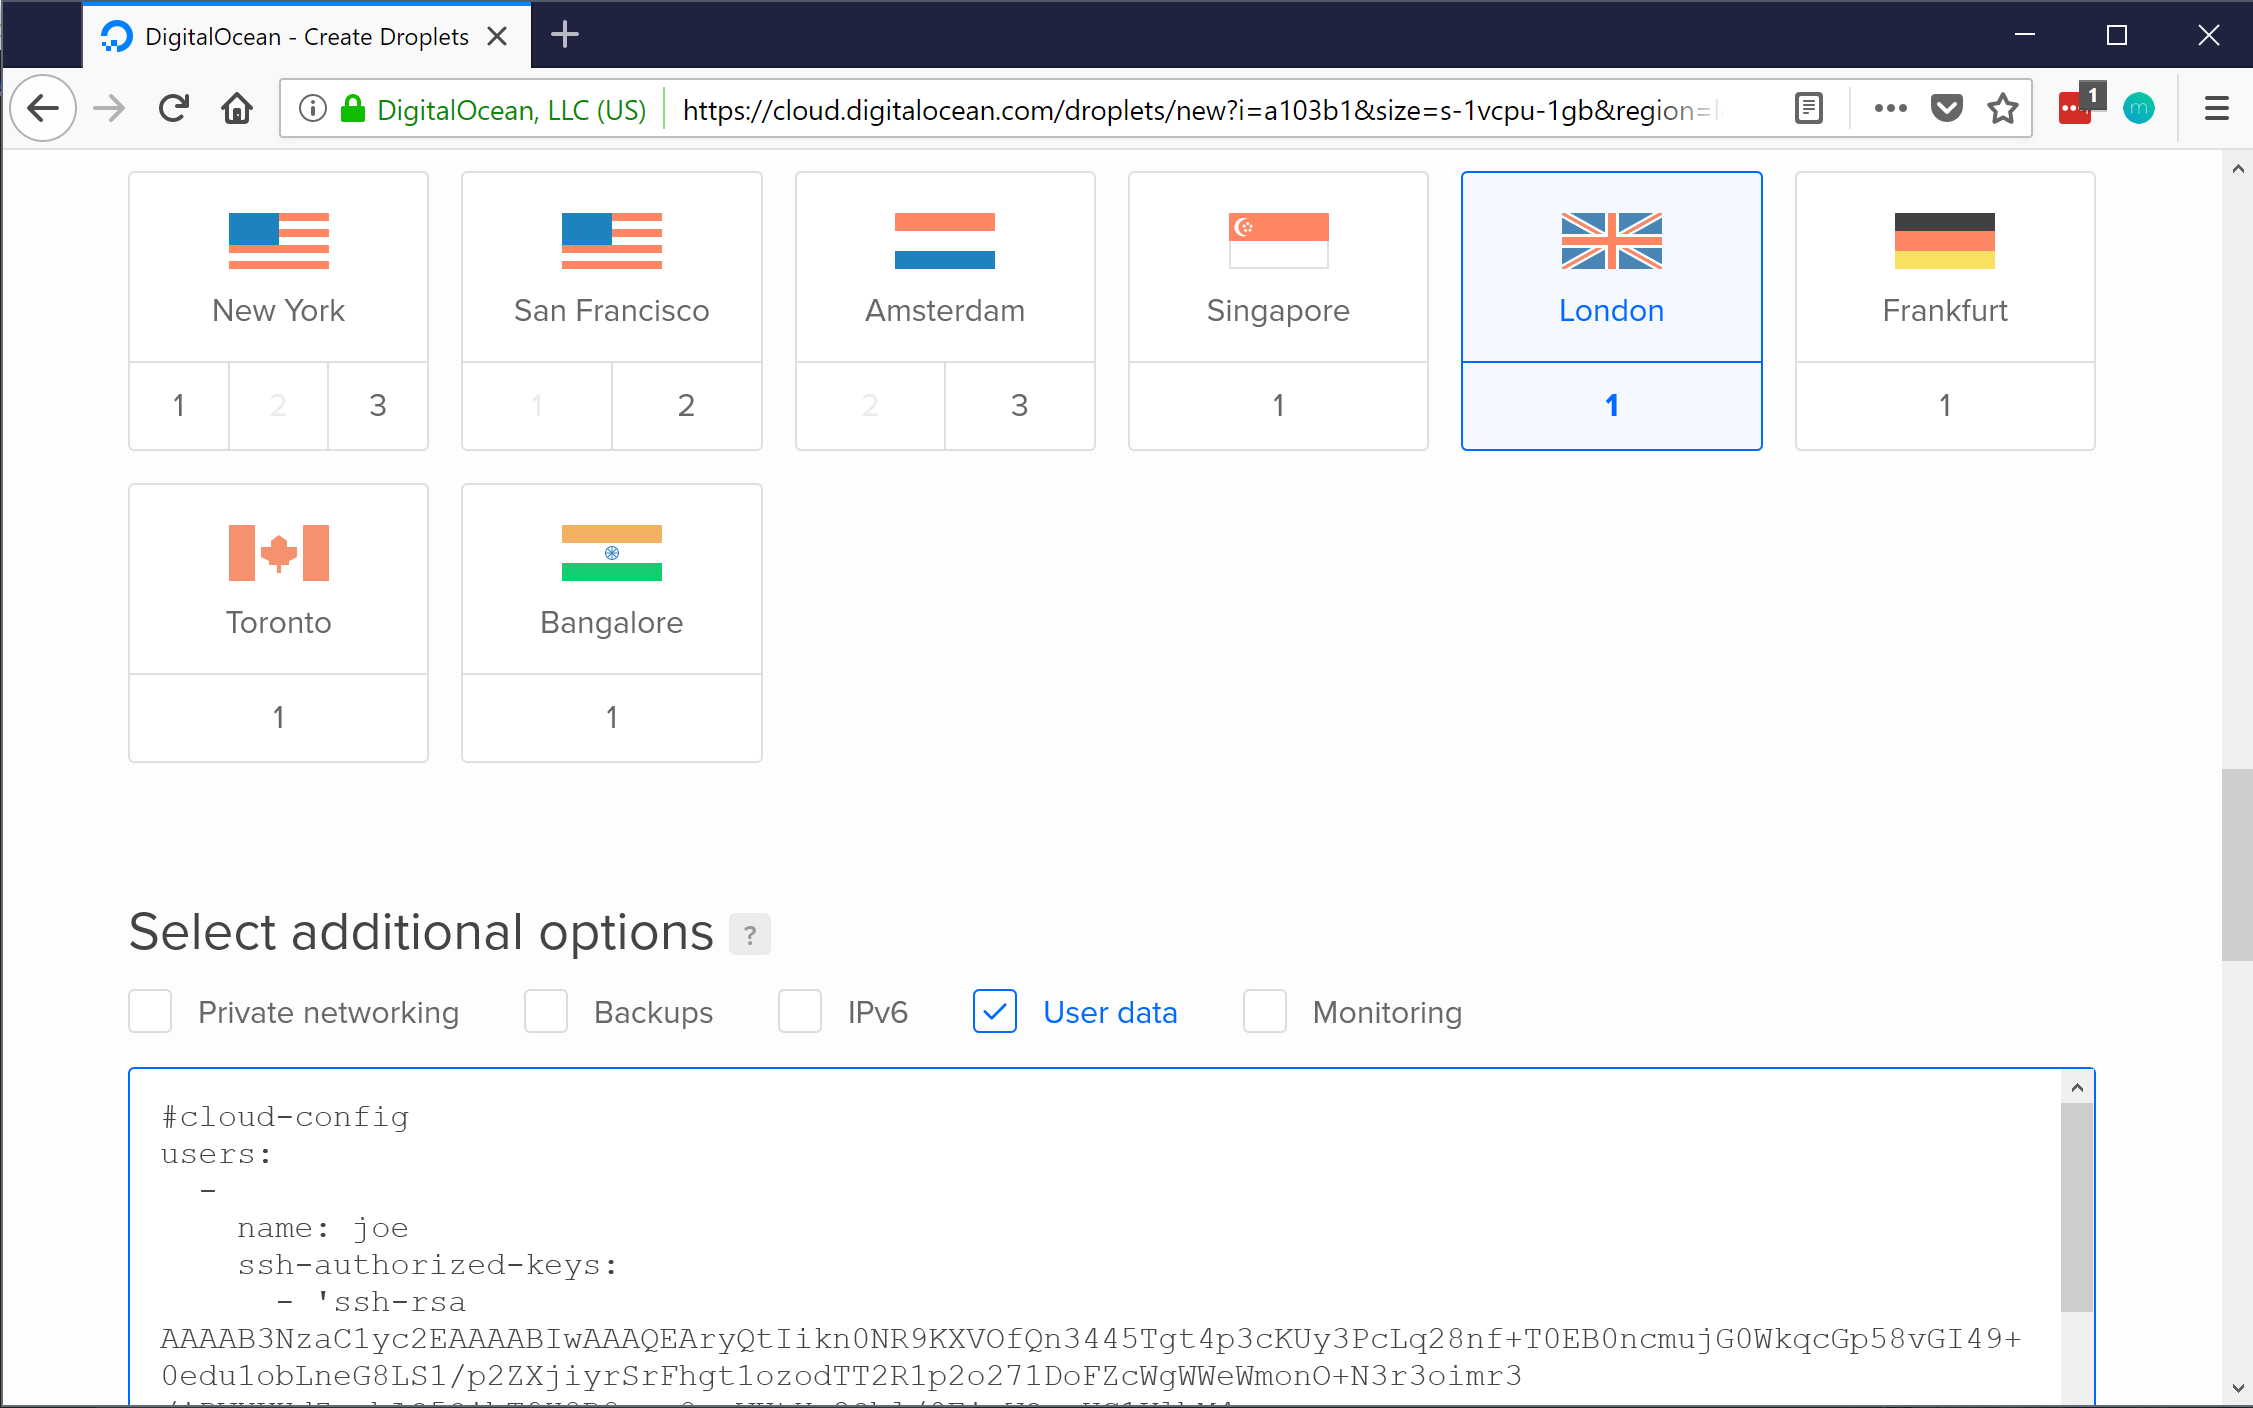 DigitalOcean - Create Droplets
DigitalOcean, LLC (US) https://cloud.digitalocean.com/droplets/new?i=a103b1&size=s-1vcpu-1gb&region=l
1 m
New York San Francisco Amsterdam Singapore London Frankfurt
1 2 3 1 2 2 3 1 1 1
Toronto Bangalore
1 1
Select additional options ?
Private networking Backups IPv6 User data Monitoring
#cloud-config
users:
-
name: joe
ssh-authorized-keys:
- 'ssh-rsa
AAAAB3NzaC1yc2EAAAABIwAAAQEAryQtIikn0NR9KXVOfQn3445Tgt4p3cKUy3PcLq28nf+T0EB0ncmujG0WkqcGp58vGI49+
0edu1obLneG8LS1/p2ZXjiyrSrFhgt1ozodTT2R1p2o271DoFZcWgWWeWmonO+N3r3oimr3